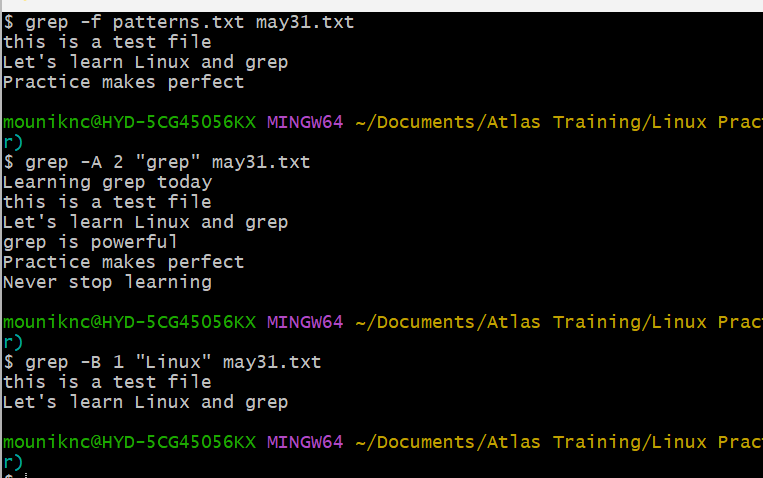 $ grep -f patterns.txt may31.txt
this is a test file
Let's learn Linux and grep
Practice makes perfect
mouniknc@HYD-5CG45056KX MINGW64 ~/Documents/Atlas Training/Linux Prac
r)
$ grep -A 2 "grep" may31.txt
Learning grep today
this is a test file
Let's learn Linux and grep
grep is powerful
Practice makes perfect
Never stop learning
mouniknc@HYD-5CG45056KX MINGW64 ~/Documents/Atlas Training/Linux Prac
r)
$ grep -B 1 "Linux" may31.txt
this is a test file
Let's learn Linux and grep
mouniknc@HYD-5CG45056KX MINGW64 ~/Documents/Atlas Training/Linux Prac
r)
$